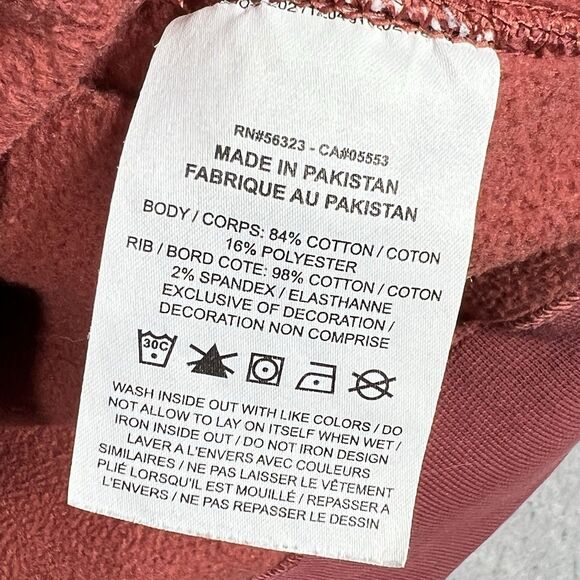 RN#56323 - CA#05553
MADE IN PAKISTAN
FABRIQUE AU PAKISTAN
BODY / CORPS: 84% COTTON / COTON
16% POLYESTER
RIB / BORD COTE: 98% COTTON / COTON
2% SPANDEX / ELASTHANNE
EXCLUSIVE OF DECORATION /
DECORATION NON COMPRISE
30C
WASH INSIDE OUT WITH LIKE COLORS / DO
NOT ALLOW TO LAY ON ITSELF WHEN WET /
IRON INSIDE OUT / DO NOT IRON DESIGN
LAVER A L'ENVERS AVEC COULEURS
SIMILAIRES / NE PAS LAISSER LE VÊTEMENT
PLIÉ LORSQU'IL EST MOUILLÉ / REPASSER A
L'ENVERS / NE PAS REPASSER LE DESSIN